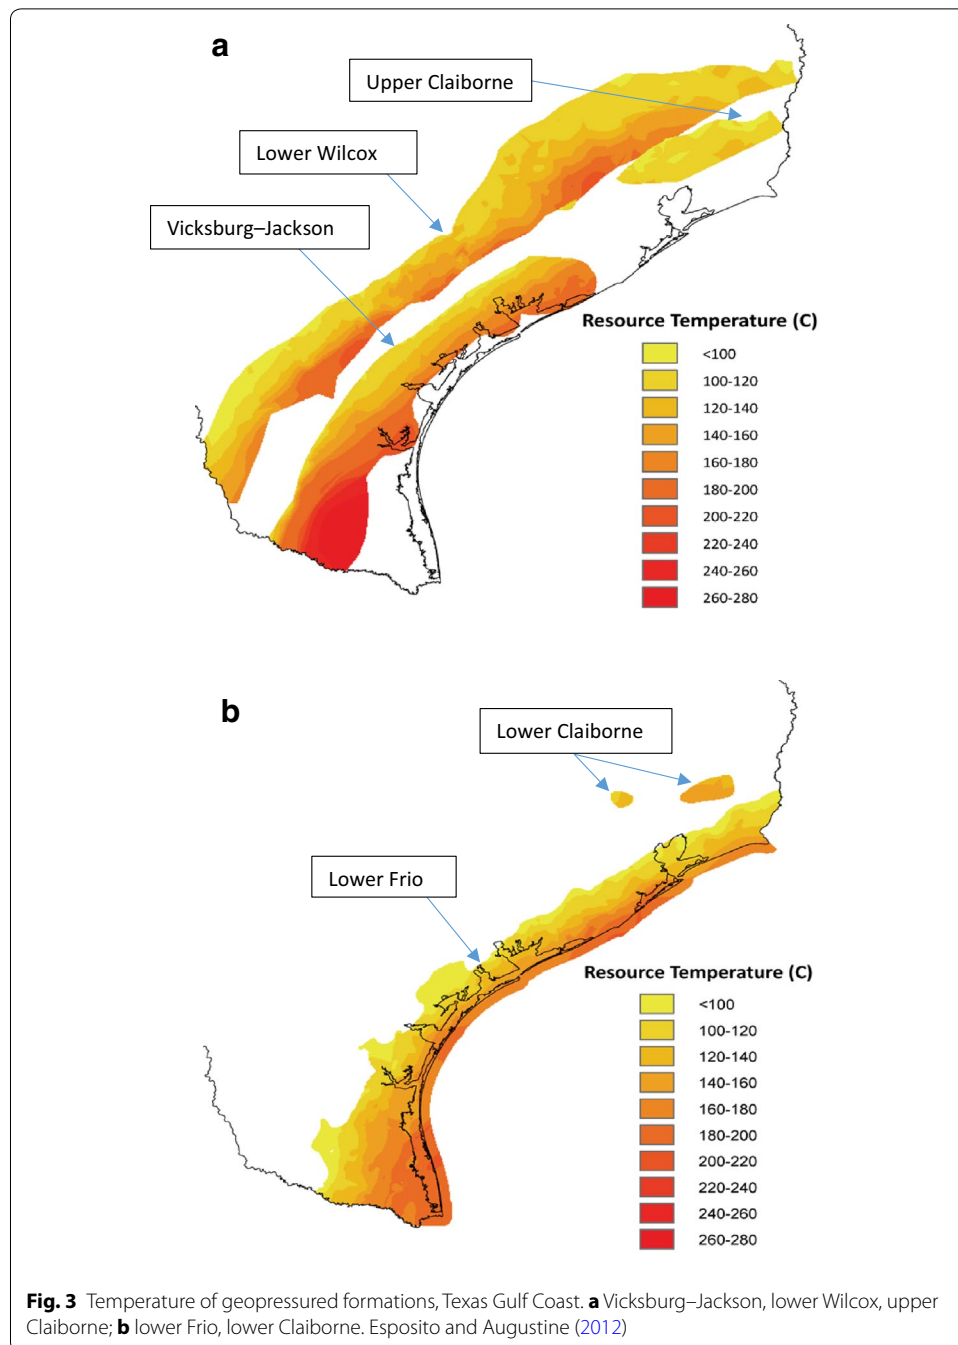 a
Upper Claiborne
Lower Wilcox
Vicksburg–Jackson
Resource Temperature (C)
<100
100-120
120-140
140-160
160-180
180-200
200-220
220-240
240-260
260-280
b
Lower Claiborne
Lower Frio
Resource Temperature (C)
<100
100-120
120-140
140-160
160-180
180-200
200-220
220-240
240-260
260-280
Fig. 3 Temperature of geopressured formations, Texas Gulf Coast. a Vicksburg–Jackson, lower Wilcox, upper
Claiborne; b lower Frio, lower Claiborne. Esposito and Augustine (2012)